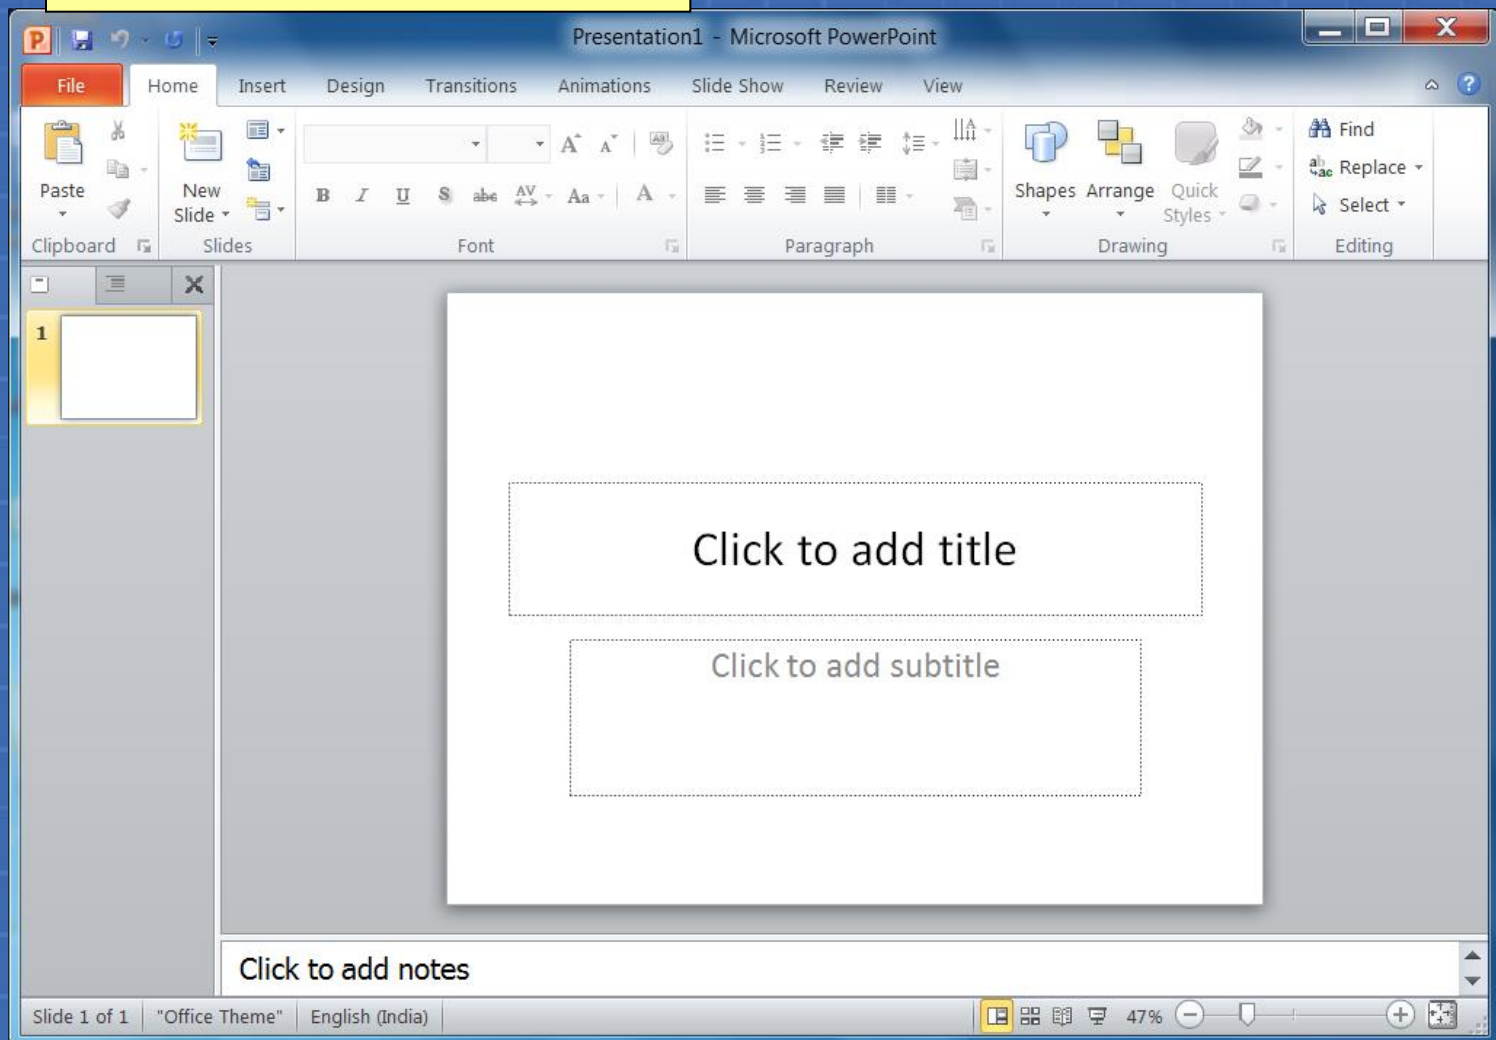 Presentation1 - Microsoft PowerPoint
File Home Insert Design Transitions Animations Slide Show Review View
Paste
New Slide
Shapes Arrange Quick Styles
Find
Replace
Select
Clipboard Slides Font Paragraph Drawing Editing
1
Click to add title
Click to add subtitle
Click to add notes
Slide 1 of 1 "Office Theme" English (India) 47%